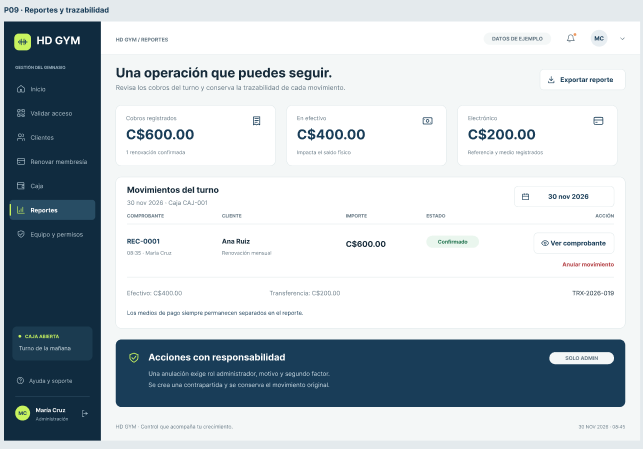 P09 · Reportes y trazabilidad
HD GYM
GESTIÓN DEL GIMNASIO
Inicio
Validar acceso
Clientes
Renovar membresía
Caja
Reportes
Equipo y permisos
CAJA ABIERTA
Turno de la mañana
Ayuda y soporte
MC
María Cruz
Administración
HD GYM / REPORTES
DATOS DE EJEMPLO
MC
Una operación que puedes seguir.
Revisa los cobros del turno y conserva la trazabilidad de cada movimiento.
Exportar reporte
Cobros registrados
C$600.00
1 renovación confirmada
En efectivo
C$400.00
Impacta el saldo físico
Electrónico
C$200.00
Referencia y medio registrados
Movimientos del turno
30 nov 2026 · Caja CAJ-001
30 nov 2026
COMPROBANTE CLIENTE IMPORTE ESTADO ACCIÓN
REC-0001 Ana Ruiz C$600.00 Confirmado Ver comprobante
08:35 · María Cruz Renovación mensual
Anular movimiento
Efectivo: C$400.00 Transferencia: C$200.00 TRX-2026-019
Los medios de pago siempre permanecen separados en el reporte.
Acciones con responsabilidad
SOLO ADMIN
Una anulación exige rol administrador, motivo y segundo factor.
Se crea una contrapartida y se conserva el movimiento original.
HD GYM · Control que acompaña tu crecimiento.
30 NOV 2026 · 08:45